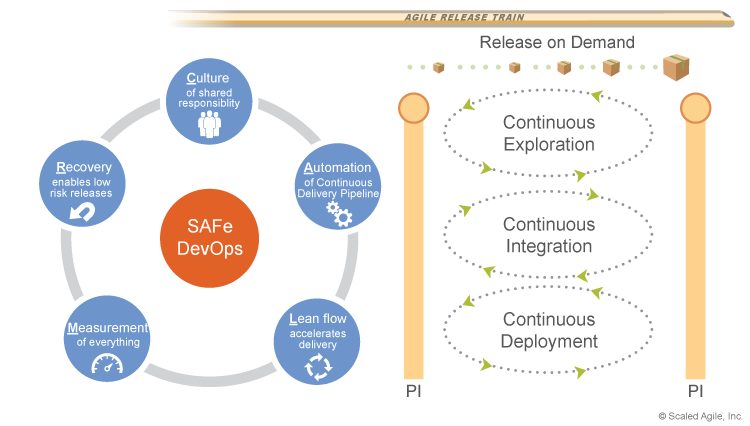 AGILE RELEASE TRAIN
Culture
of shared
responsiblity
Automation
of Continuous
Delivery Pipeline
Lean flow
accelerates
delivery
Measurement
of everything
Recovery
enables low
risk releases
SAFe
DevOps
Release on Demand
Continuous
Exploration
Continuous
Integration
Continuous
Deployment
PI
PI
© Scaled Agile, Inc.